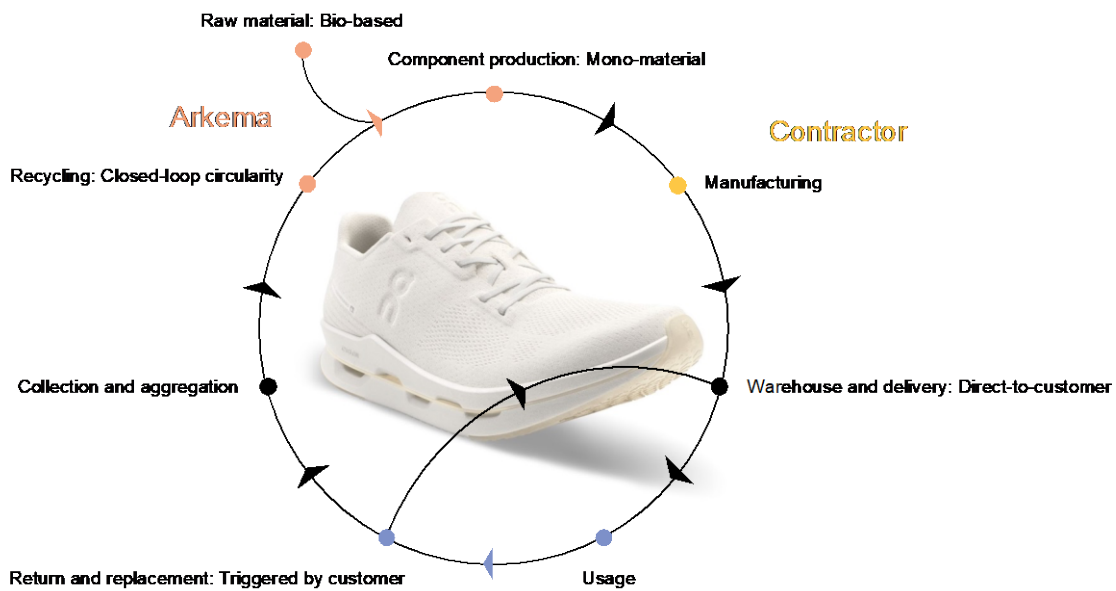 Raw material: Bio-based
Component production: Mono-material
Arkema
Contractor
Recycling: Closed-loop circularity
Manufacturing
Collection and aggregation
Warehouse and delivery: Direct-to-customer
Return and replacement: Triggered by customer
Usage